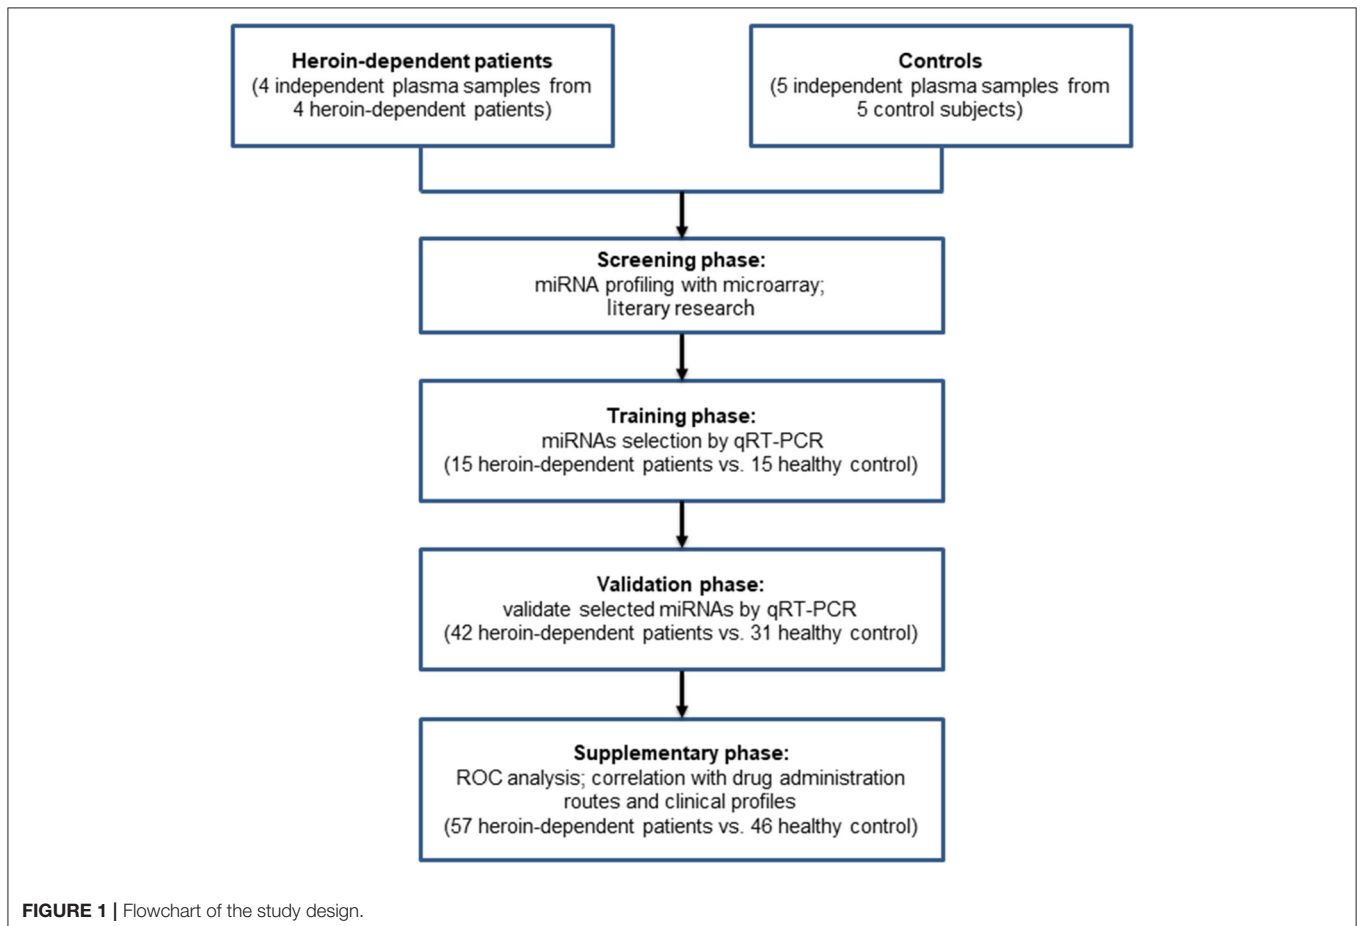 Heroin-dependent patients
(4 independent plasma samples from
4 heroin-dependent patients)
Controls
(5 independent plasma samples from
5 control subjects)
Screening phase:
miRNA profiling with microarray;
literary research
Training phase:
miRNAs selection by qRT-PCR
(15 heroin-dependent patients vs. 15 healthy control)
Validation phase:
validate selected miRNAs by qRT-PCR
(42 heroin-dependent patients vs. 31 healthy control)
Supplementary phase:
ROC analysis; correlation with drug administration
routes and clinical profiles
(57 heroin-dependent patients vs. 46 healthy control)
FIGURE 1 | Flowchart of the study design.